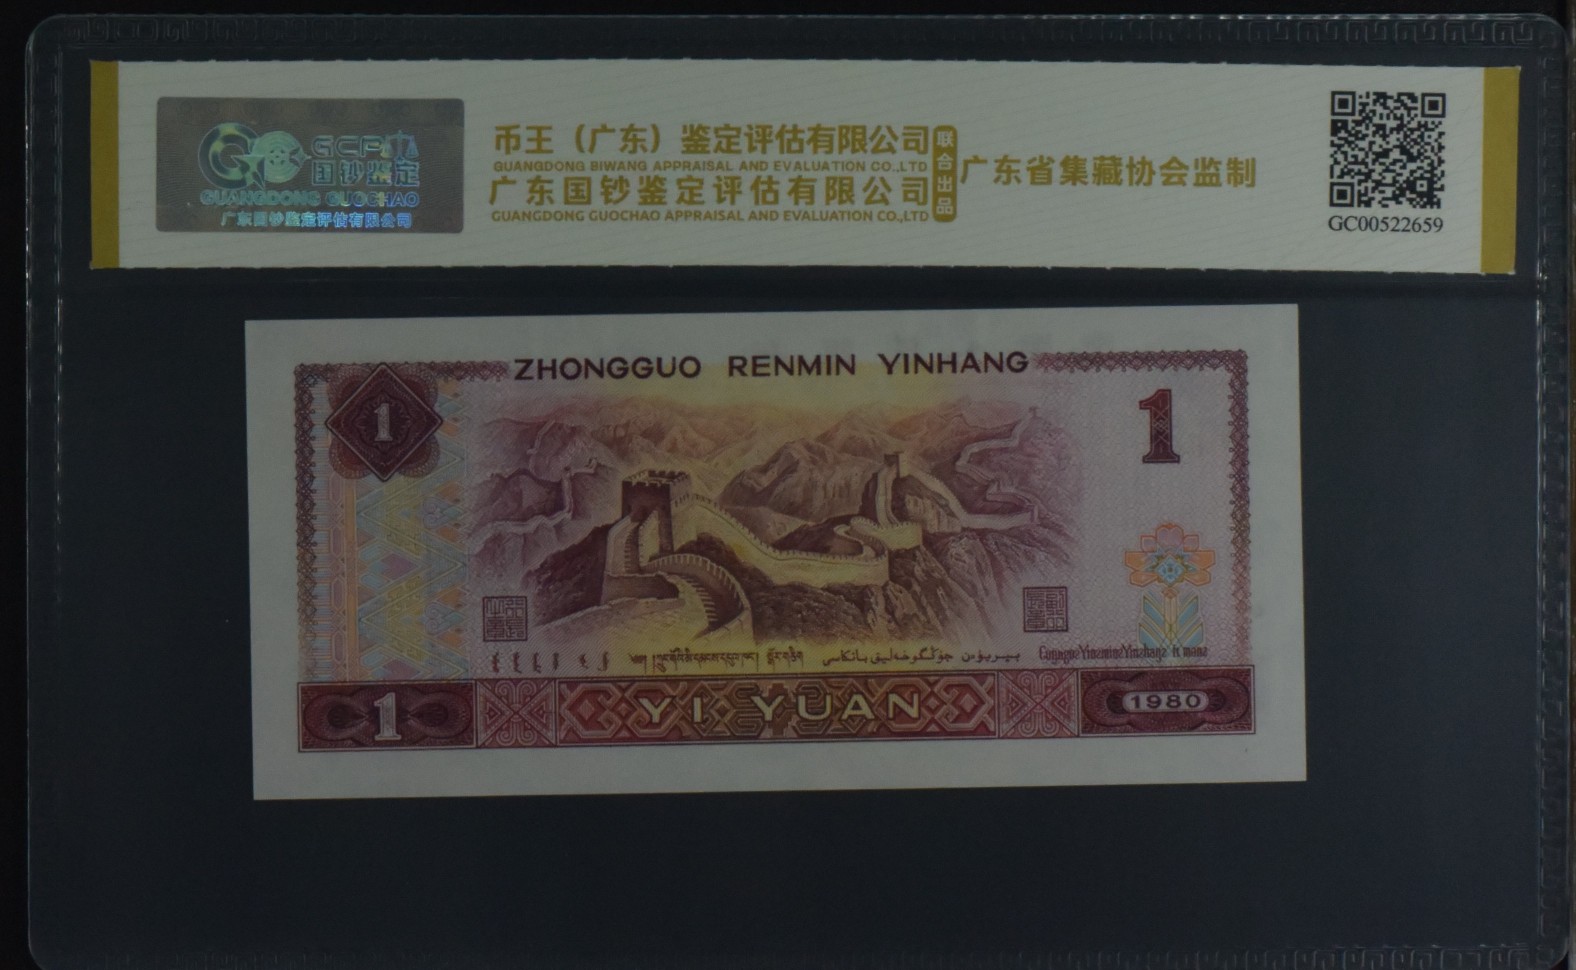 GCPA
国钞鉴定
GUANGDONG GUOCHAO
广东国钞鉴定评估有限公司
币王（广东）鉴定评估有限公司
GUANGDONG BIWANG APPRAISAL AND EVALUATION CO.,LTD
广东国钞鉴定评估有限公司
GUANGDONG GUOCHAO APPRAISAL AND EVALUATION CO.,LTD
联合出品
广东省集藏协会监制
GC00522659
ZHONGGUO RENMIN YINHANG
1
1
1
YI YUAN
1980